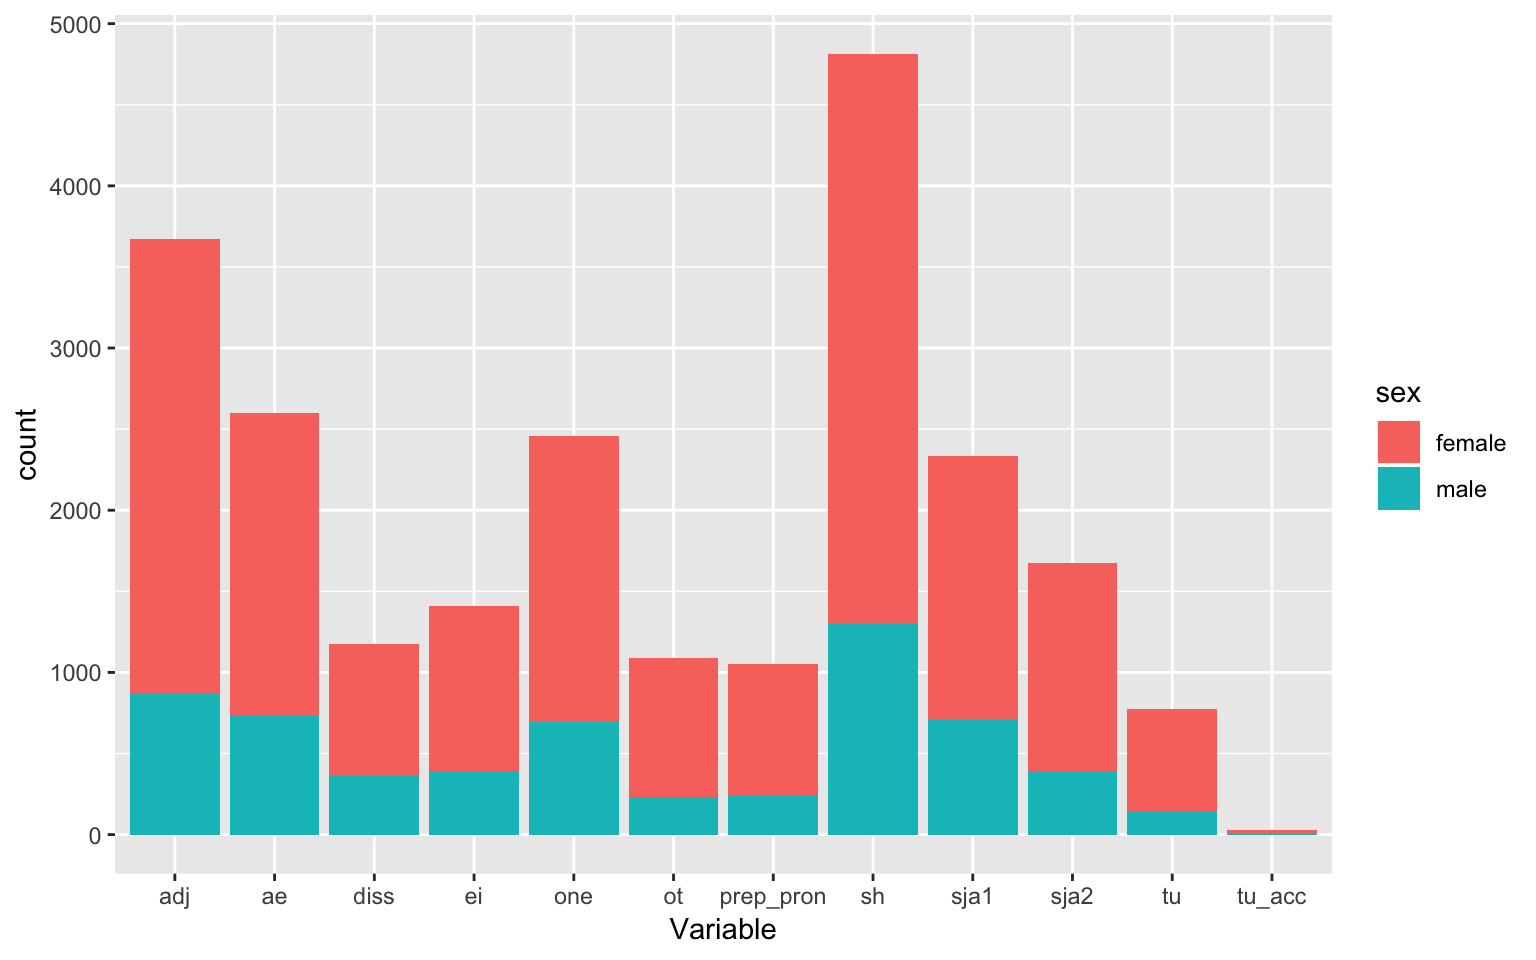 5000
4000
3000
2000
1000
0
count
adj ae diss ei one ot prep_pron sh sja1 sja2 tu tu_acc
Variable
sex
female
male